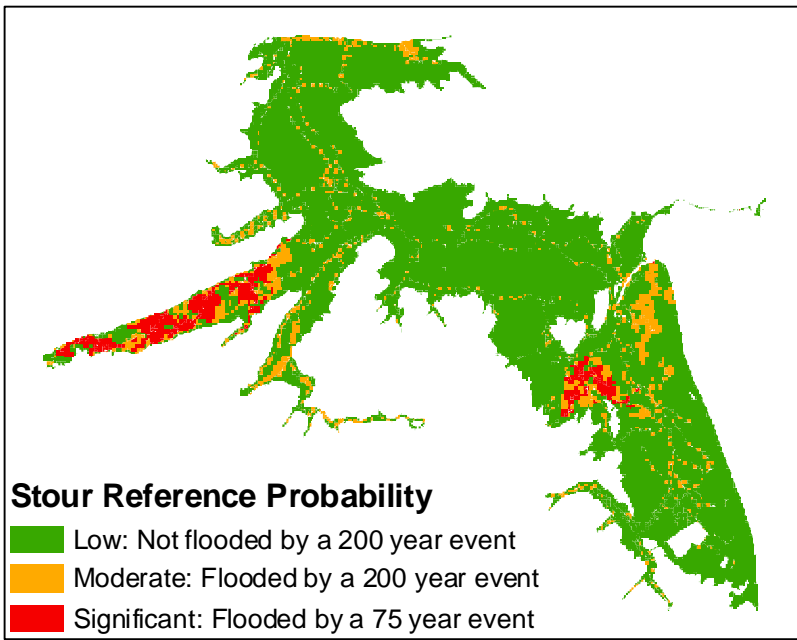 Stour Reference Probability
Low: Not flooded by a 200 year event
Moderate: Flooded by a 200 year event
Significant: Flooded by a 75 year event